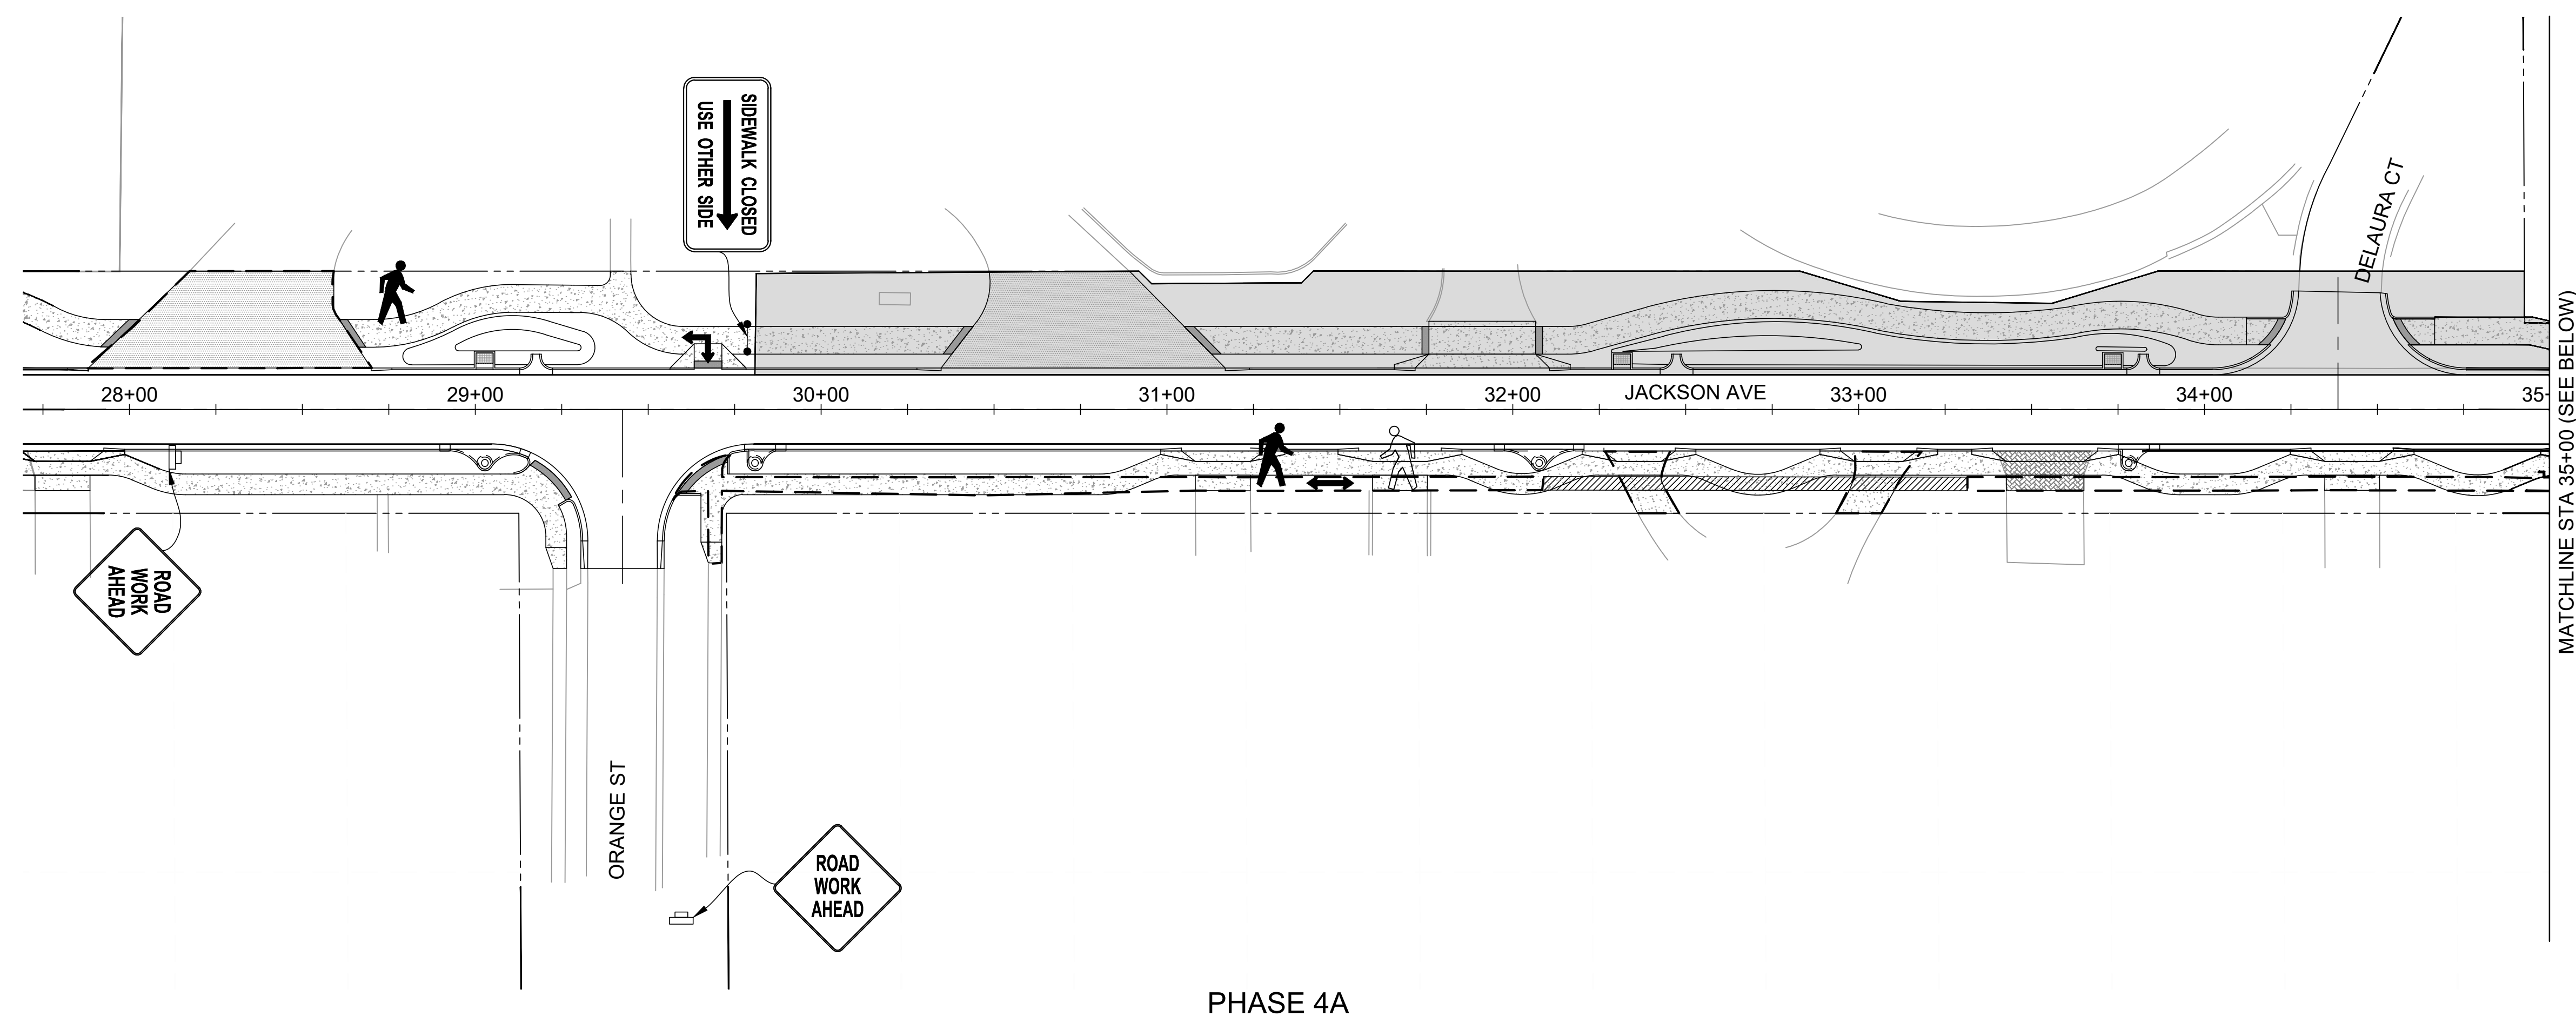 SIDEWALK CLOSED
USE OTHER SIDE
DELAURA CT
28+00
29+00
30+00
31+00
32+00
JACKSON AVE
33+00
34+00
35+
MATCHLINE STA 35+00 (SEE BELOW)
ROAD
WORK
AHEAD
ORANGE ST
ROAD
WORK
AHEAD
PHASE 4A